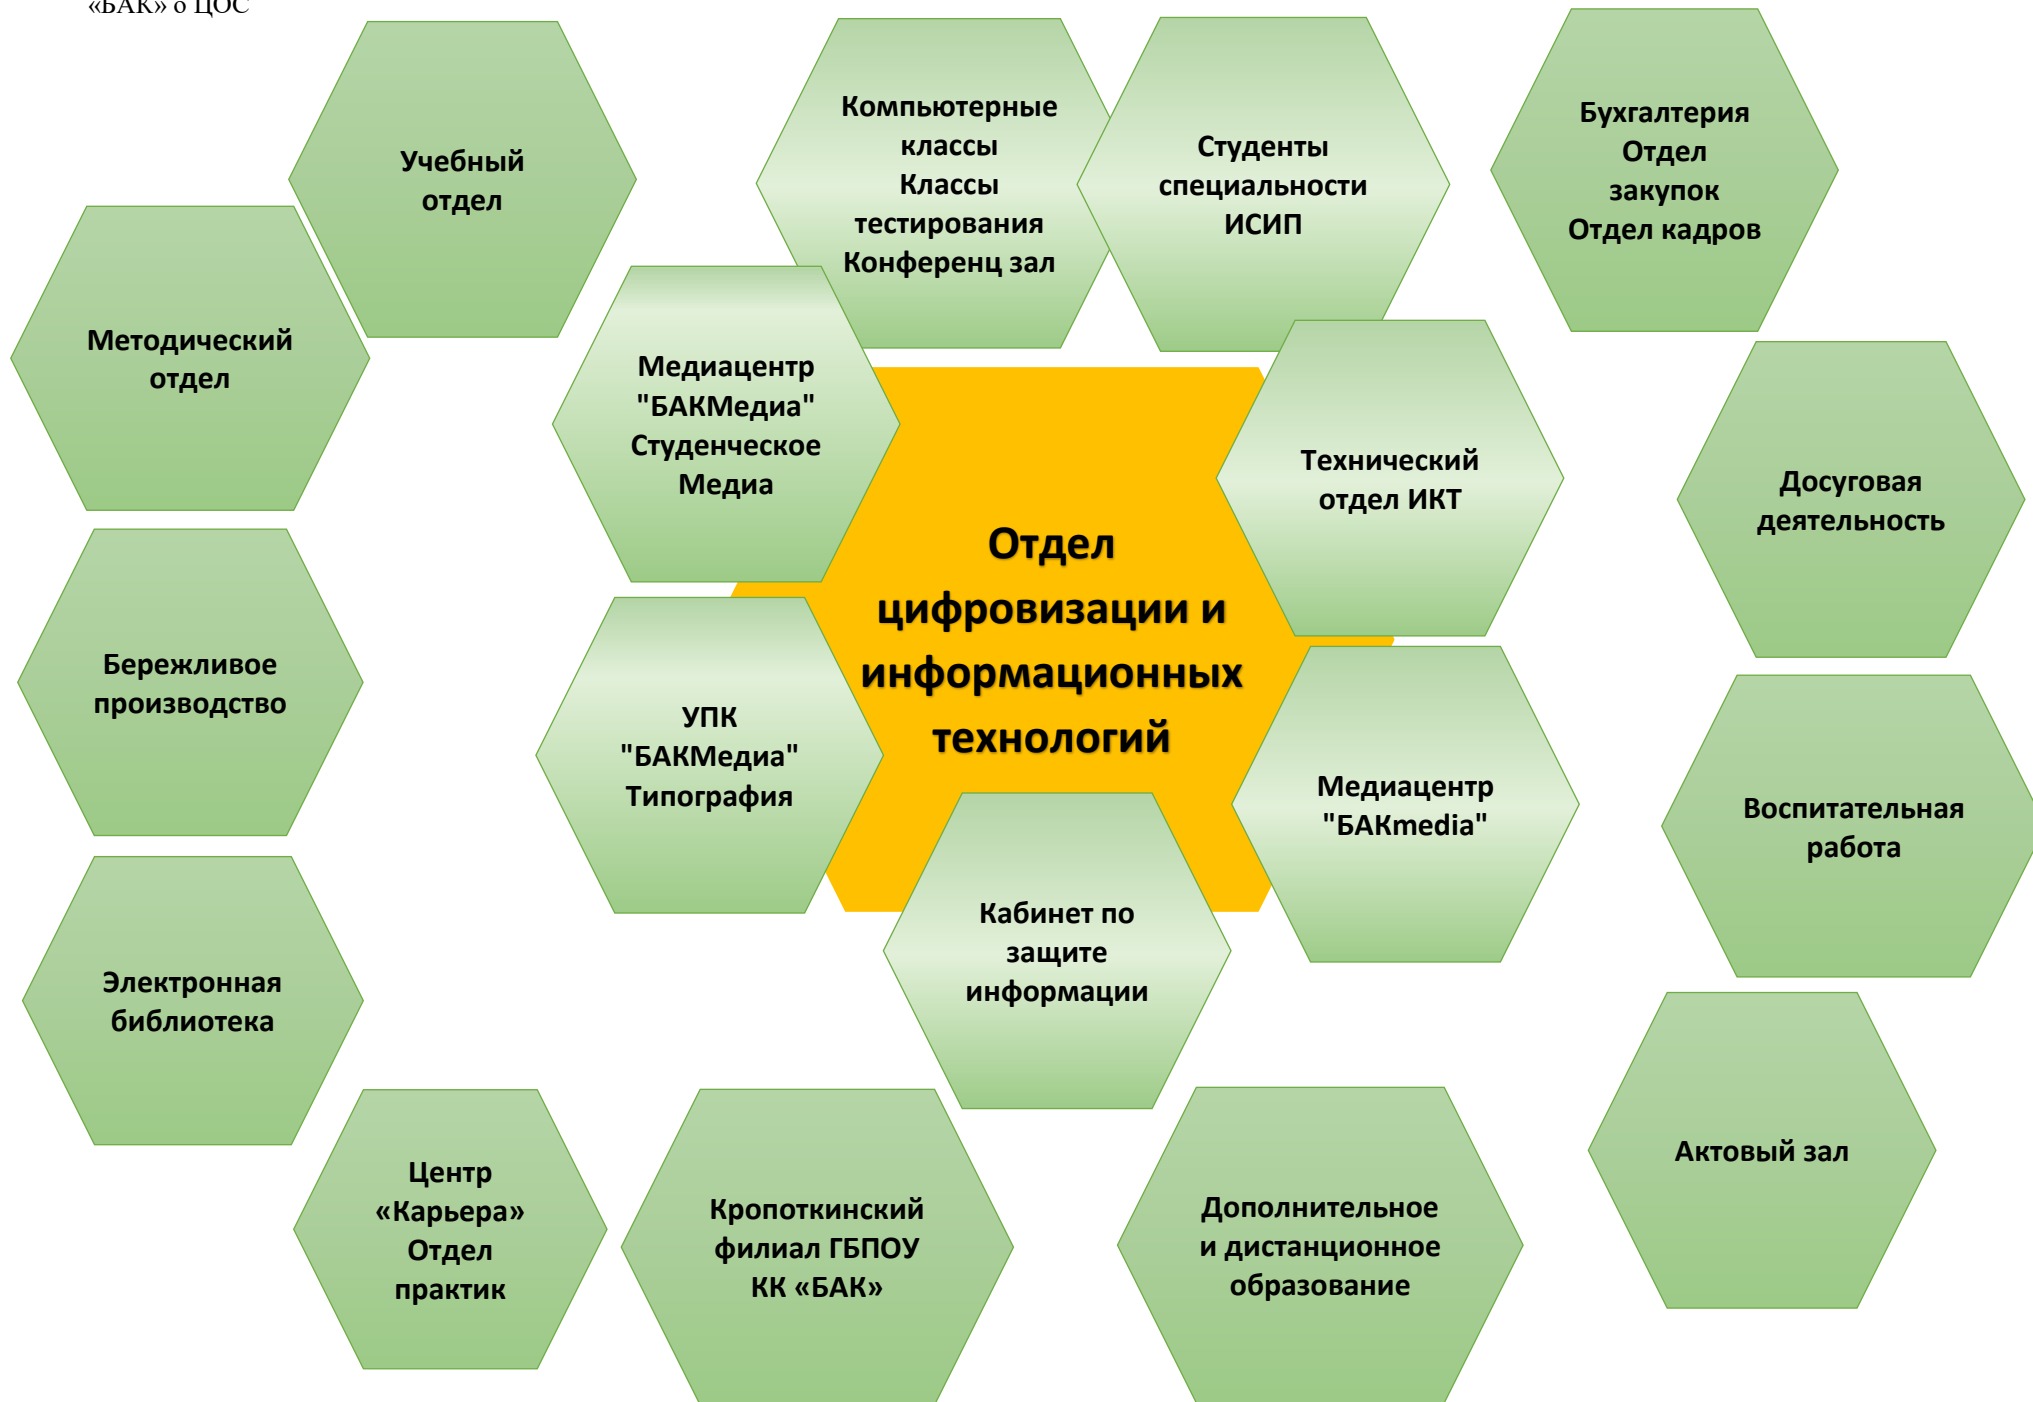 «БАК» о ЦОС
Учебный
отдел
Компьютерные
классы
Классы
тестирования
Конференц зал
Студенты
специальности
ИСИП
Бухгалтерия
Отдел
закупок
Отдел кадров
Методический
отдел
Медиацентр
"БАКМедиа"
Студенческое
Медиа
Технический
отдел ИКТ
Досуговая
деятельность
Отдел
цифровизации и
информационных
технологий
Бережливое
производство
УПК
"БАКМедиа"
Типография
Медиацентр
"БАКmedia"
Воспитательная
работа
Кабинет по
защите
информации
Электронная
библиотека
Актовый зал
Центр
«Карьера»
Отдел
практик
Кропоткинский
филиал ГБПОУ
КК «БАК»
Дополнительное
и дистанционное
образование